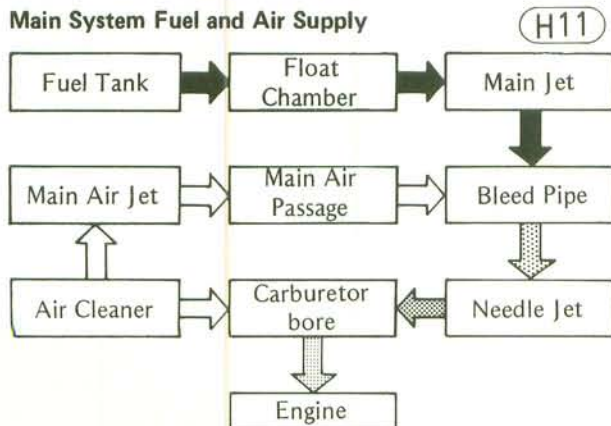 Main System Fuel and Air Supply
H11
Fuel Tank
Float
Chamber
Main Jet
Main Air Jet
Main Air
Passage
Bleed Pipe
Air Cleaner
Carburetor
bore
Needle Jet
Engine